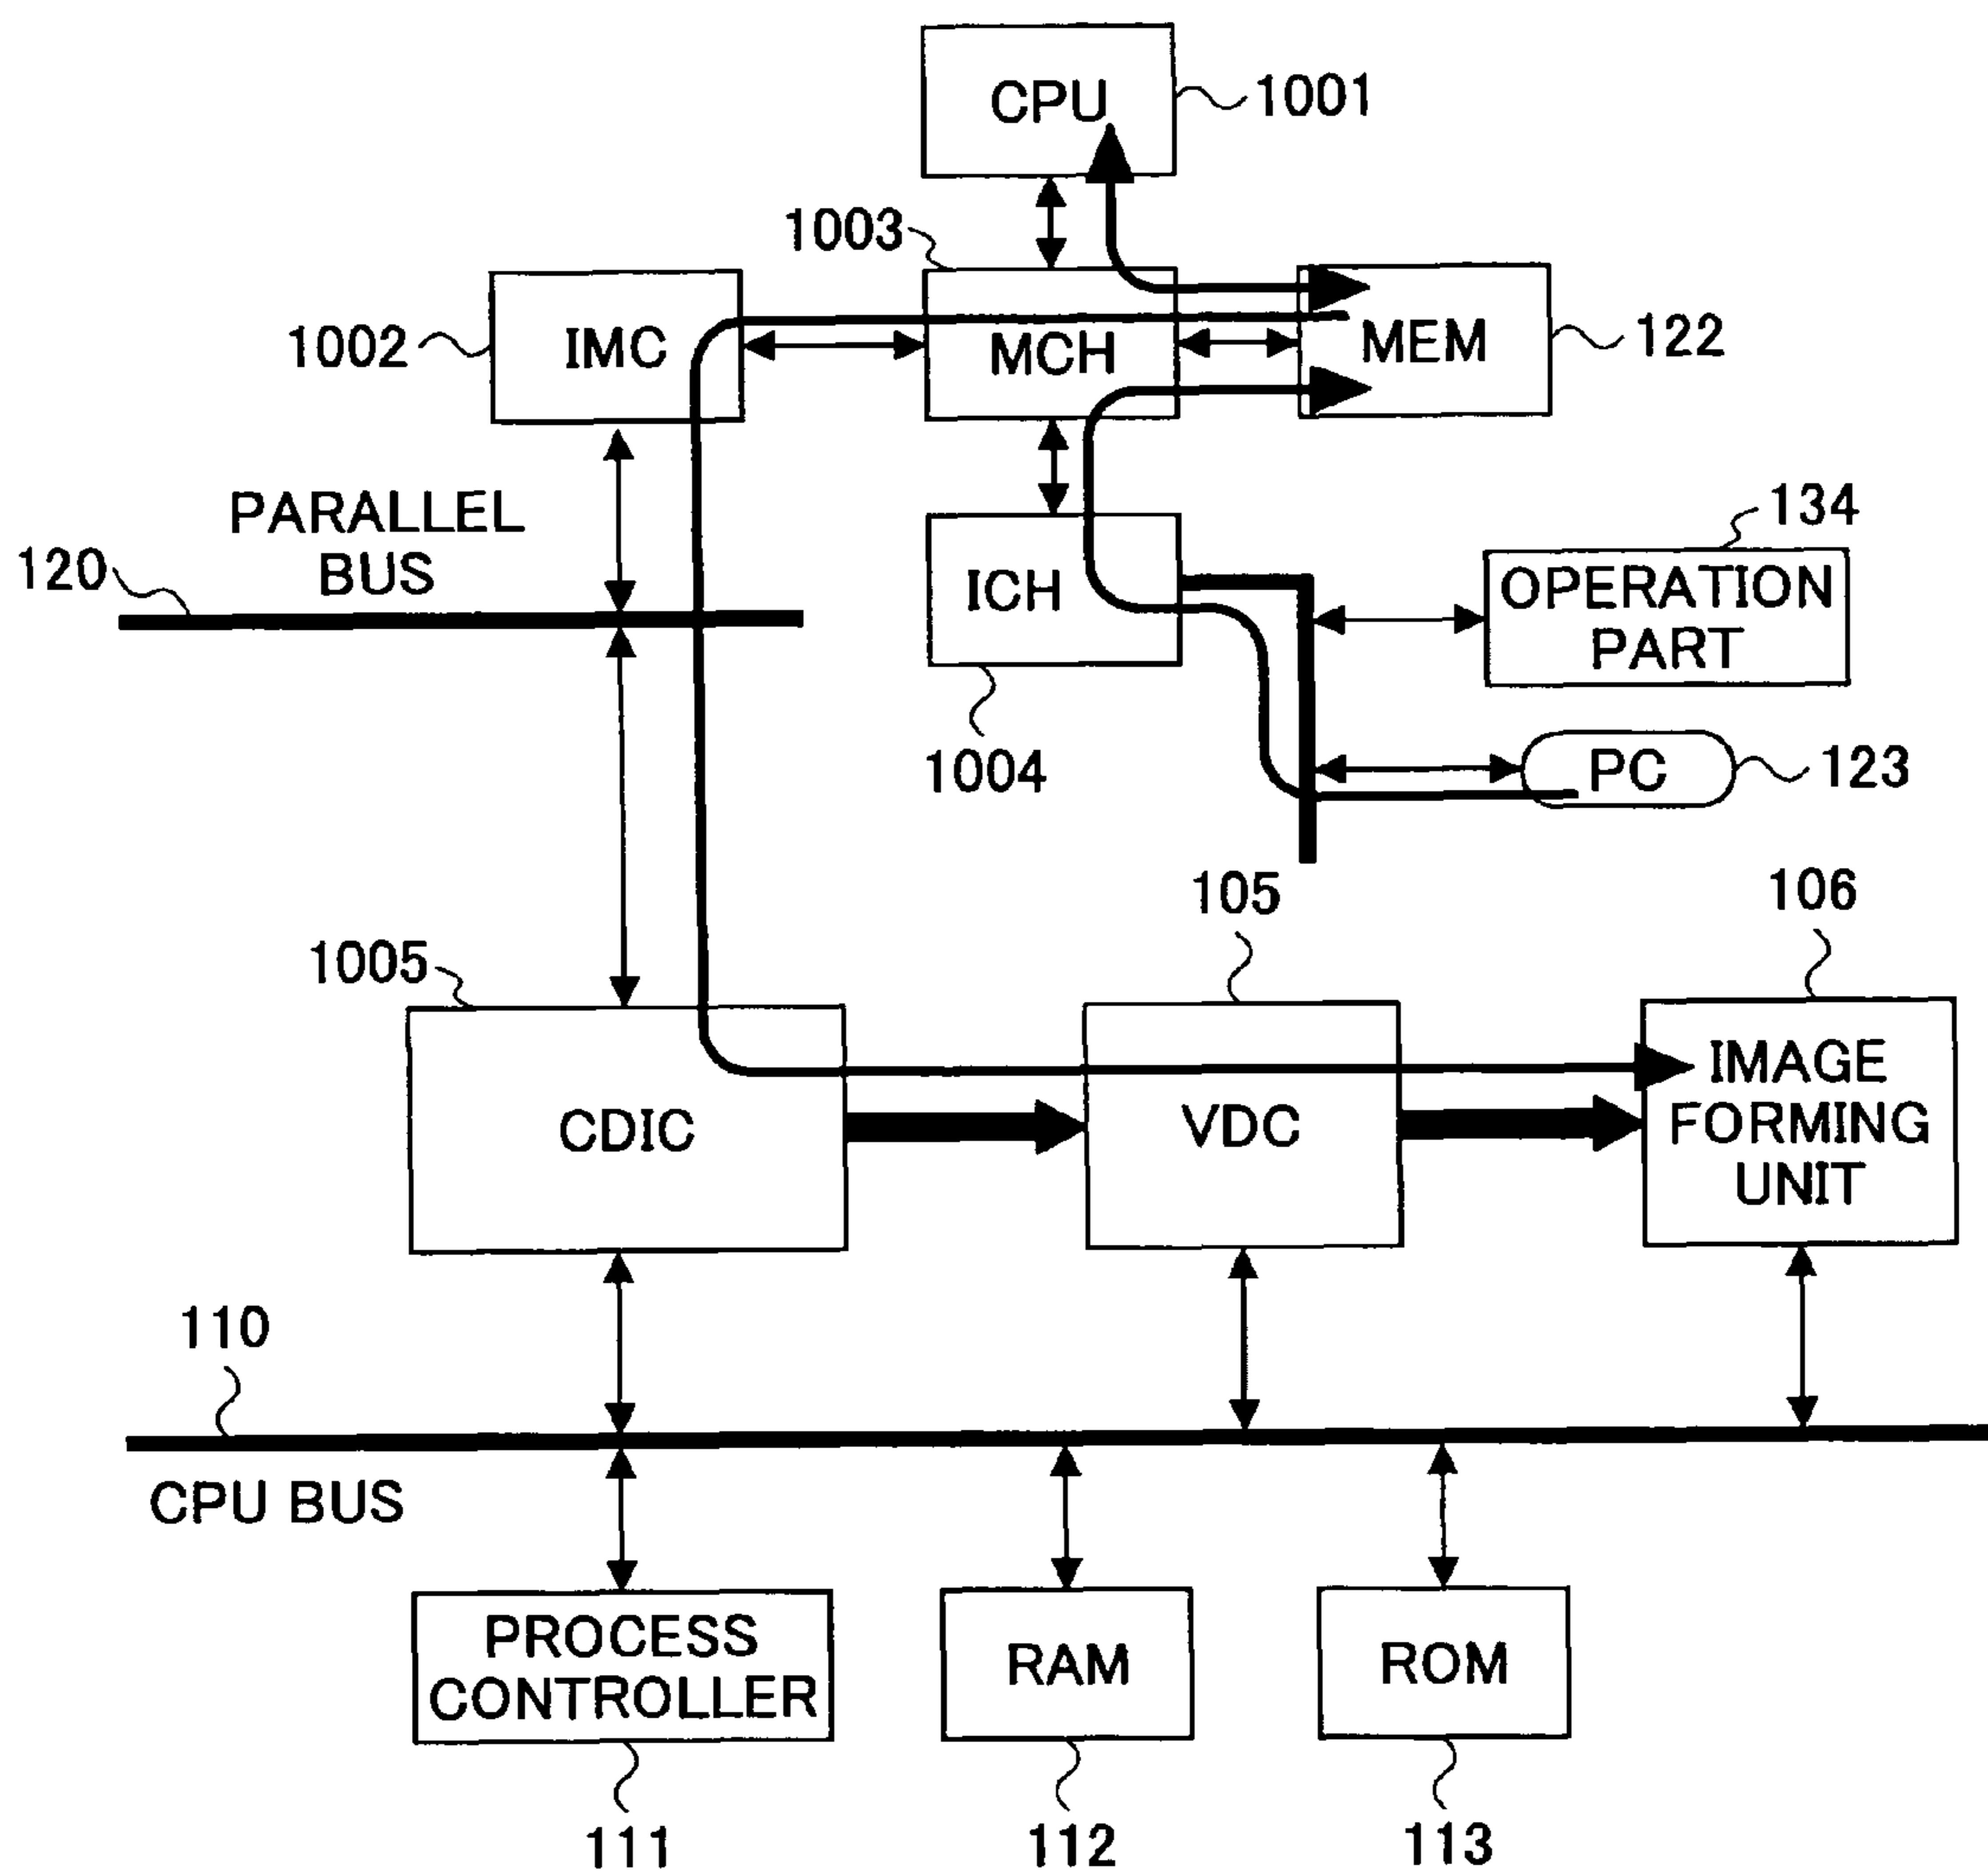 CPU
1001
1003
1002
IMC
MCH
MEM
122
PARALLEL
BUS
120
134
ICH
OPERATION
PART
1004
PC
123
105
106
1005
CDIC
VDC
IMAGE
FORMING
UNIT
110
CPU BUS
PROCESS
CONTROLLER
RAM
ROM
111
112
113